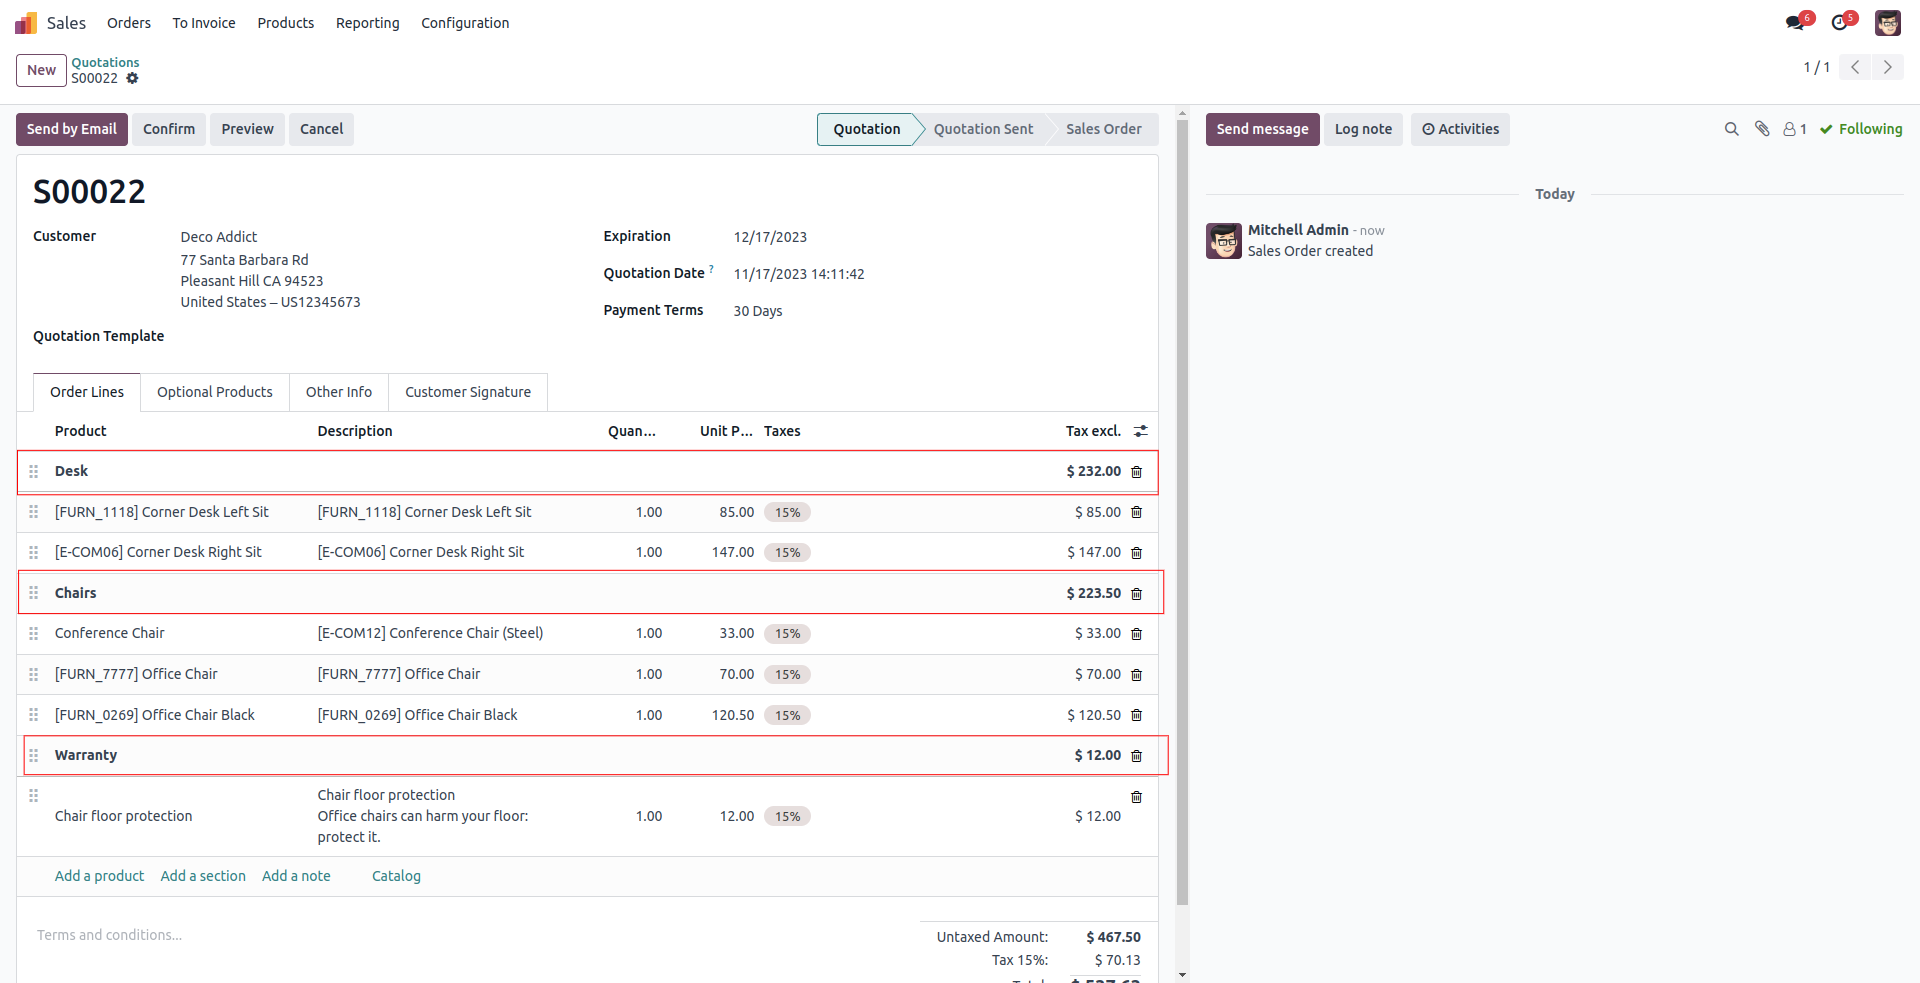 Sales Orders To Invoice Products Reporting Configuration 6 5
New Quotations
S00022
1 / 1
Send by Email Confirm Preview Cancel Quotation Quotation Sent Sales Order
Send message Log note Activities 1 Following
S00022
Customer Deco Addict
77 Santa Barbara Rd
Pleasant Hill CA 94523
United States – US12345673
Quotation Template
Expiration 12/17/2023
Quotation Date ? 11/17/2023 14:11:42
Payment Terms 30 Days
Today
Mitchell Admin - now
Sales Order created
Order Lines Optional Products Other Info Customer Signature
Product Description Quan... Unit P... Taxes Tax excl.
Desk $ 232.00
[FURN_1118] Corner Desk Left Sit [FURN_1118] Corner Desk Left Sit 1.00 85.00 15% $ 85.00
[E-COM06] Corner Desk Right Sit [E-COM06] Corner Desk Right Sit 1.00 147.00 15% $ 147.00
Chairs $ 223.50
Conference Chair [E-COM12] Conference Chair (Steel) 1.00 33.00 15% $ 33.00
[FURN_7777] Office Chair [FURN_7777] Office Chair 1.00 70.00 15% $ 70.00
[FURN_0269] Office Chair Black [FURN_0269] Office Chair Black 1.00 120.50 15% $ 120.50
Warranty $ 12.00
Chair floor protection
Chair floor protection Office chairs can harm your floor: 1.00 12.00 15% $ 12.00
protect it.
Add a product Add a section Add a note Catalog
Terms and conditions...
Untaxed Amount: $ 467.50
Tax 15%: $ 70.13